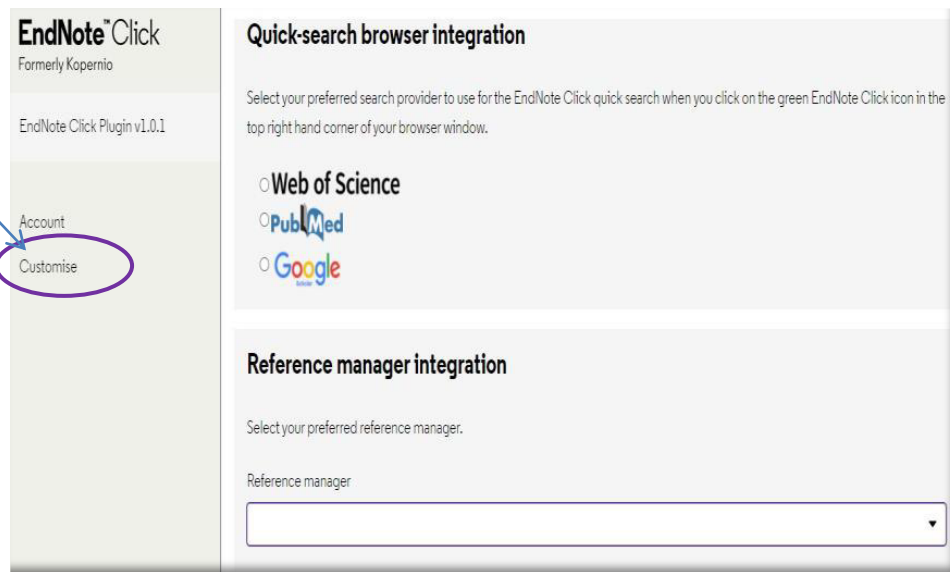 EndNote™ Click
Formerly Kopernio
EndNote Click Plugin v1.0.1
Account
Customise
Quick-search browser integration
Select your preferred search provider to use for the EndNote Click quick search when you click on the green EndNote Click icon in the
top right hand corner of your browser window.
Web of Science
PubMed
Google
Reference manager integration
Select your preferred reference manager.
Reference manager